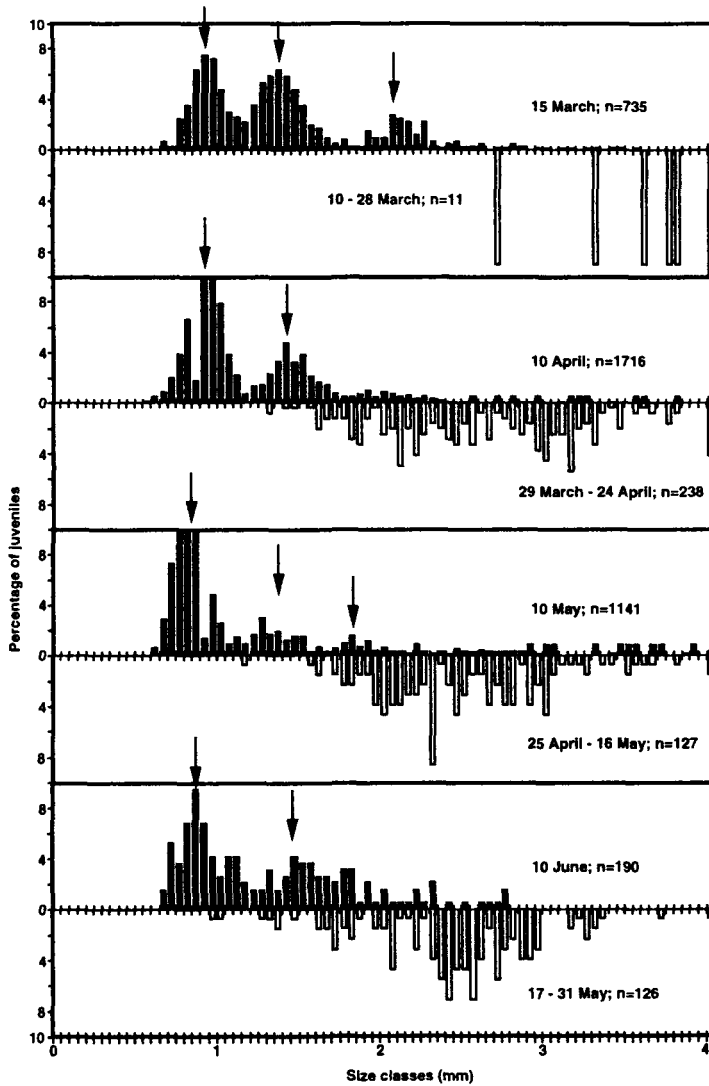 10
8
4
0
15 March; n=735
4
8
10 - 28 March; n=11
8
4
0
10 April; n=1716
4
8
29 March - 24 April; n=238
8
4
0
10 May; n=1141
4
8
25 April - 16 May; n=127
8
4
0
10 June; n=190
4
8
10
17 - 31 May; n=126
Percentage of juveniles
0 1 2 3 4
Size classes (mm)